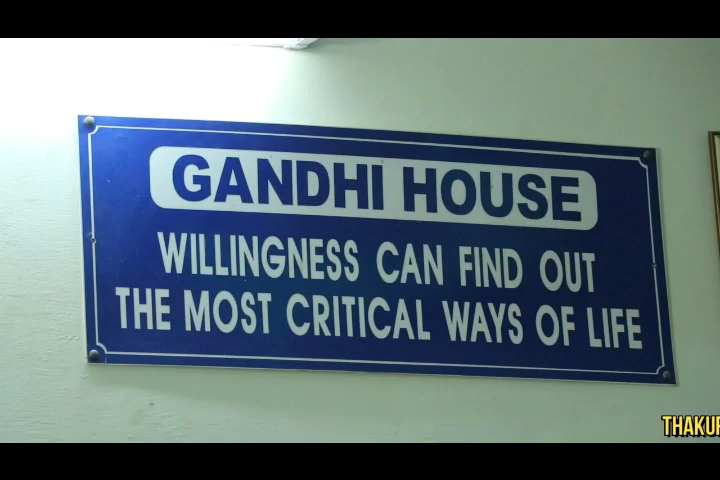 GANDHI HOUSE
WILLINGNESS CAN FIND OUT
THE MOST CRITICAL WAYS OF LIFE